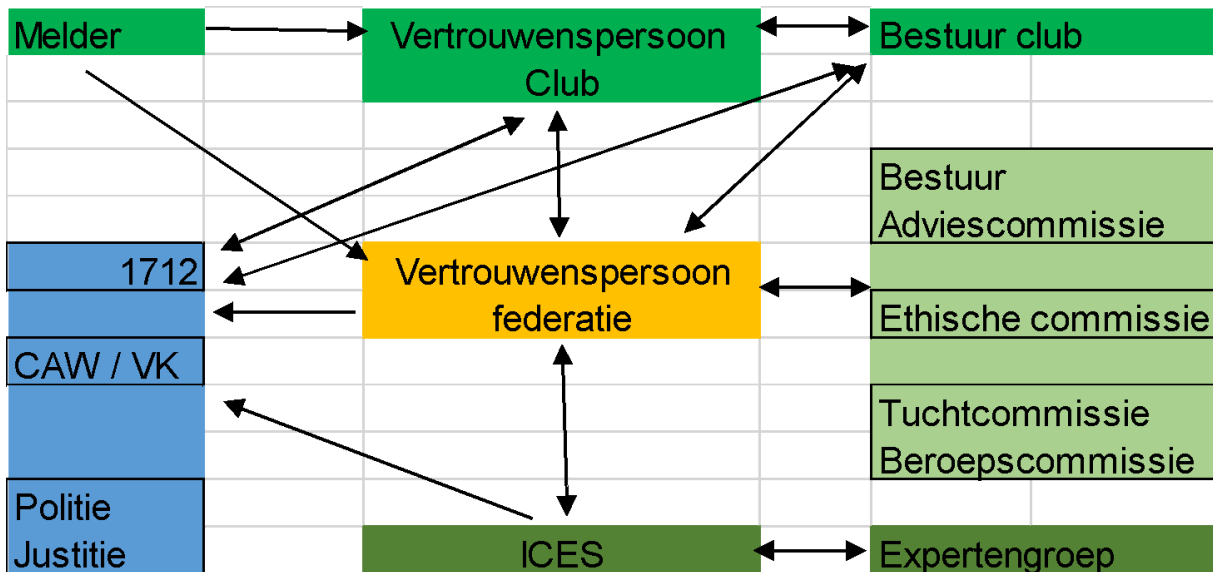 Melder
Vertrouwenspersoon
Club
Bestuur club
Bestuur
Adviescommissie
1712
Vertrouwenspersoon
federatie
Ethische commissie
CAW / VK
Tuchtcommissie
Beroepscommissie
Politie
Justitie
ICES
Expertengroep